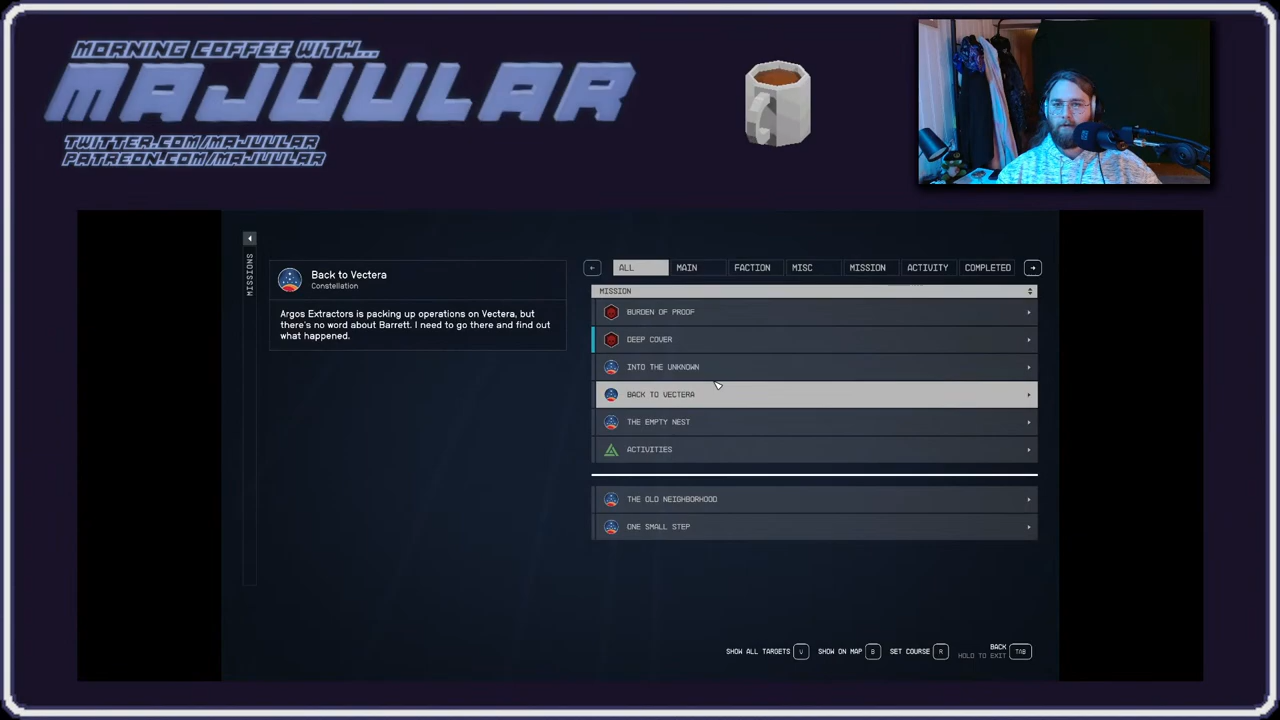 MORNING COFFEE WITH...
MAJUULAR
TWITTER.COM/MAJUULAR
PATREON.COM/MAJUULAR
MISSIONS
Back to Vectera
Constellation
Argos Extractors is packing up operations on Vectera, but
there's no word about Barrett. I need to go there and find out
what happened.
ALL MAIN FACTION MISC MISSION ACTIVITY COMPLETED
MISSION
BURDEN OF PROOF
DEEP COVER
INTO THE UNKNOWN
BACK TO VECTERA
THE EMPTY NEST
ACTIVITIES
THE OLD NEIGHBORHOOD
ONE SMALL STEP
SHOW ALL TARGETS V SHOW ON MAP B SET COURSE R BACK TAB
HOLD TO EXIT